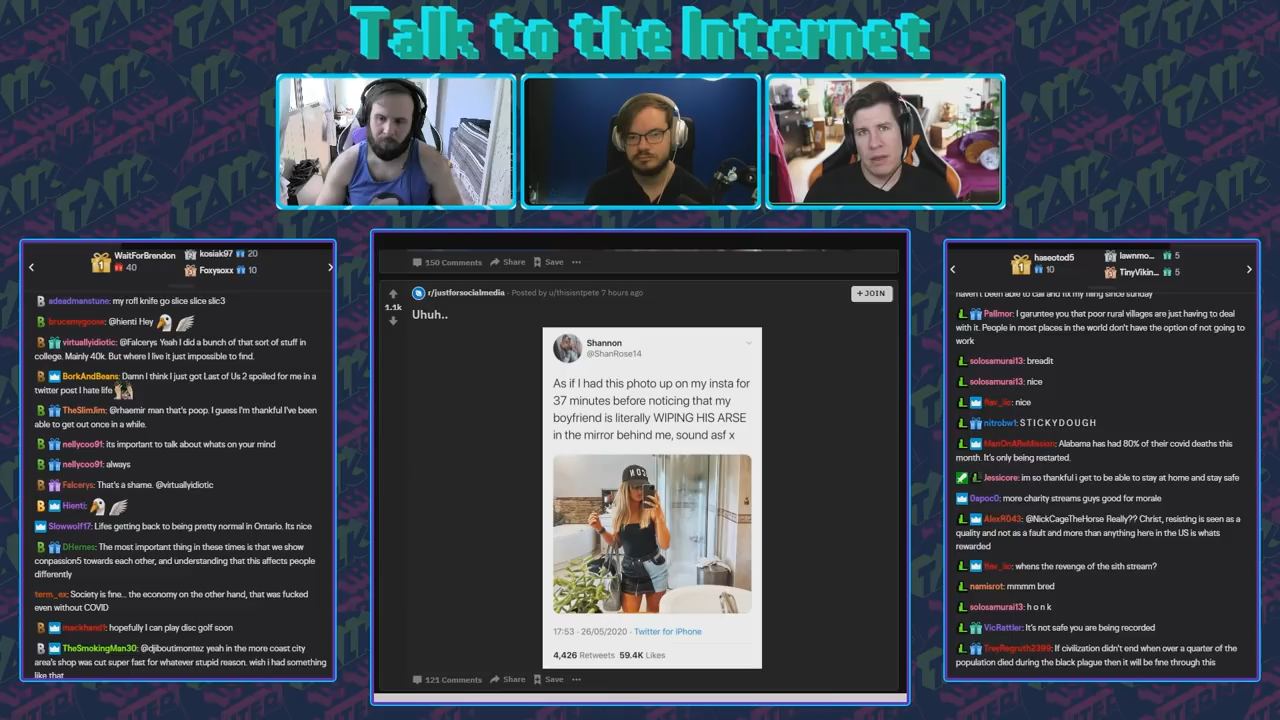 Talk to the Internet
WaitForBrendon
40
kosiak97 20
Foxysoxx 10
adeadmanstune: my rofl knife go slice slice slic3
brucemygoose: @hienti Hey
virtuallyidiotic: @Falcerys Yeah I did a bunch of that sort of stuff in
college. Mainly 40k. But where I live it just impossible to find.
BorkAndBeans: Damn I think I just got Last of Us 2 spoiled for me in a
twitter post I hate life
TheSlimJim: @rhaemir man that's poop. I guess I'm thankful I've been
able to get out once in a while.
nellycoo91: its important to talk about whats on your mind
nellycoo91: always
Falcerys: That's a shame. @virtuallyidiotic
Hienti:
Slowwolf17: Lifes getting back to being pretty normal in Ontario. Its nice
DHernes: The most important thing in these times is that we show
conpassion5 towards each other, and understanding that this affects people
differently
term_ex: Society is fine... the economy on the other hand, that was fucked
even without COVID
mackhand1: hopefully I can play disc golf soon
TheSmokingMan30: @djiboutimontez yeah in the more coast city
area's shop was cut super fast for whatever stupid reason. wish i had something
like that
150 Comments Share Save
1.1k
r/justforsocialmedia · Posted by u/thisisntpete 7 hours ago
+ JOIN
Uhuh..
Shannon
@ShanRose14
As if I had this photo up on my insta for
37 minutes before noticing that my
boyfriend is literally WIPING HIS ARSE
in the mirror behind me, sound asf x
17:53 · 26/05/2020 · Twitter for iPhone
4,426 Retweets 59.4K Likes
121 Comments Share Save
haseotod5
10
lawnmo... 5
TinyVikin... 5
haven't been able to call and fix my filing since sunday
Pallmor: I garuntee you that poor rural villages are just having to deal
with it. People in most places in the world don't have the option of not going to
work
solosamurai13: breadit
solosamurai13: nice
nice
nitrobw1: S T I C K Y D O U G H
ManOnAReMission: Alabama has had 80% of their covid deaths this
month. It's only being restarted.
Jessicore: im so thankful i get to be able to stay at home and stay safe
0apoc0: more charity streams guys good for morale
AlexR043: @NickCageTheHorse Really?? Christ, resisting is seen as a
quality and not as a fault and more than anything here in the US is whats
rewarded
whens the revenge of the sith stream?
namisrot: mmmm bred
solosamurai13: h o n k
VicRattler: It's not safe you are being recorded
TroyRegruth2399: If civilization didn't end when over a quarter of the
population died during the black plague then it will be fine through this